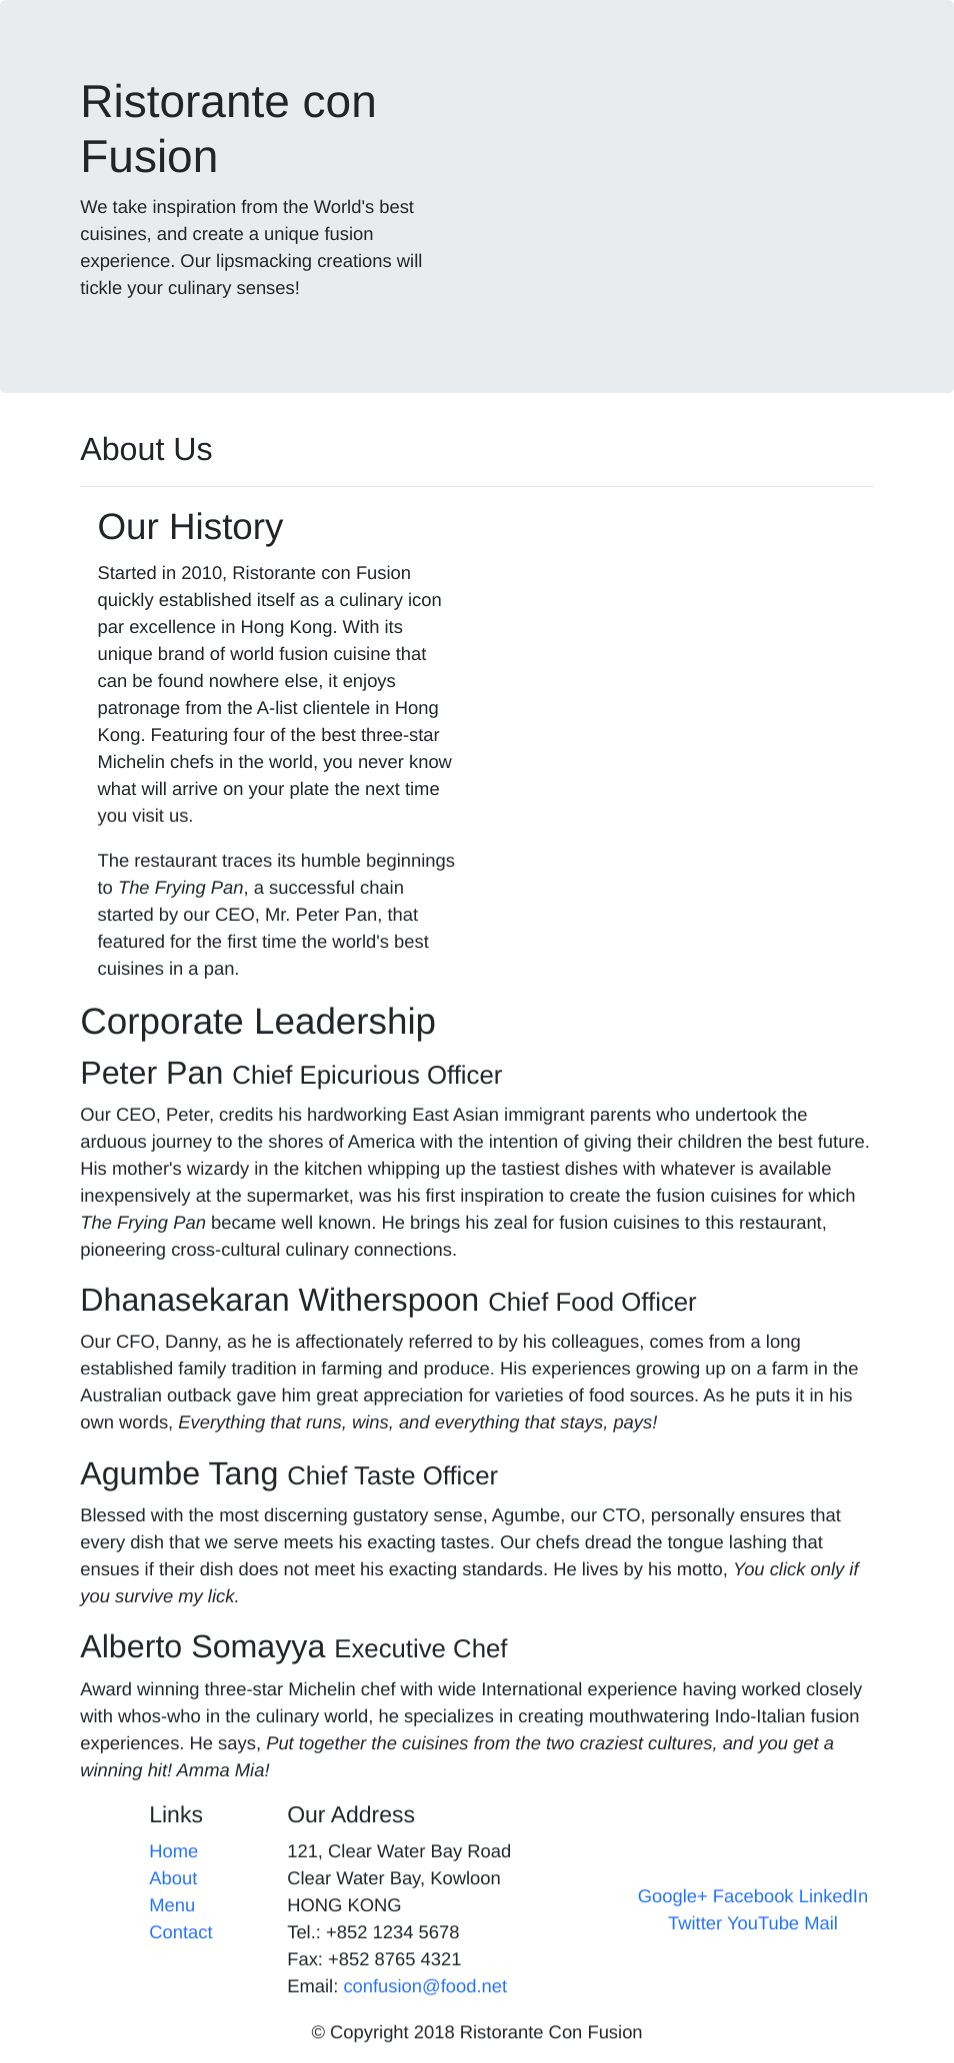 Ristorante con
Fusion
We take inspiration from the World's best
cuisines, and create a unique fusion
experience. Our lipsmacking creations will
tickle your culinary senses!
About Us
Our History
Started in 2010, Ristorante con Fusion
quickly established itself as a culinary icon
par excellence in Hong Kong. With its
unique brand of world fusion cuisine that
can be found nowhere else, it enjoys
patronage from the A-list clientele in Hong
Kong. Featuring four of the best three-star
Michelin chefs in the world, you never know
what will arrive on your plate the next time
you visit us.
The restaurant traces its humble beginnings
to The Frying Pan, a successful chain
started by our CEO, Mr. Peter Pan, that
featured for the first time the world's best
cuisines in a pan.
Corporate Leadership
Peter Pan Chief Epicurious Officer
Our CEO, Peter, credits his hardworking East Asian immigrant parents who undertook the
arduous journey to the shores of America with the intention of giving their children the best future.
His mother's wizardy in the kitchen whipping up the tastiest dishes with whatever is available
inexpensively at the supermarket, was his first inspiration to create the fusion cuisines for which
The Frying Pan became well known. He brings his zeal for fusion cuisines to this restaurant,
pioneering cross-cultural culinary connections.
Dhanasekaran Witherspoon Chief Food Officer
Our CFO, Danny, as he is affectionately referred to by his colleagues, comes from a long
established family tradition in farming and produce. His experiences growing up on a farm in the
Australian outback gave him great appreciation for varieties of food sources. As he puts it in his
own words, Everything that runs, wins, and everything that stays, pays!
Agumbe Tang Chief Taste Officer
Blessed with the most discerning gustatory sense, Agumbe, our CTO, personally ensures that
every dish that we serve meets his exacting tastes. Our chefs dread the tongue lashing that
ensues if their dish does not meet his exacting standards. He lives by his motto, You click only if
you survive my lick.
Alberto Somayya Executive Chef
Award winning three-star Michelin chef with wide International experience having worked closely
with whos-who in the culinary world, he specializes in creating mouthwatering Indo-Italian fusion
experiences. He says, Put together the cuisines from the two craziest cultures, and you get a
winning hit! Amma Mia!
Links
Home
About
Menu
Contact
Our Address
121, Clear Water Bay Road
Clear Water Bay, Kowloon
HONG KONG
Tel.: +852 1234 5678
Fax: +852 8765 4321
Email: confusion@food.net
Google+ Facebook LinkedIn
Twitter YouTube Mail
© Copyright 2018 Ristorante Con Fusion